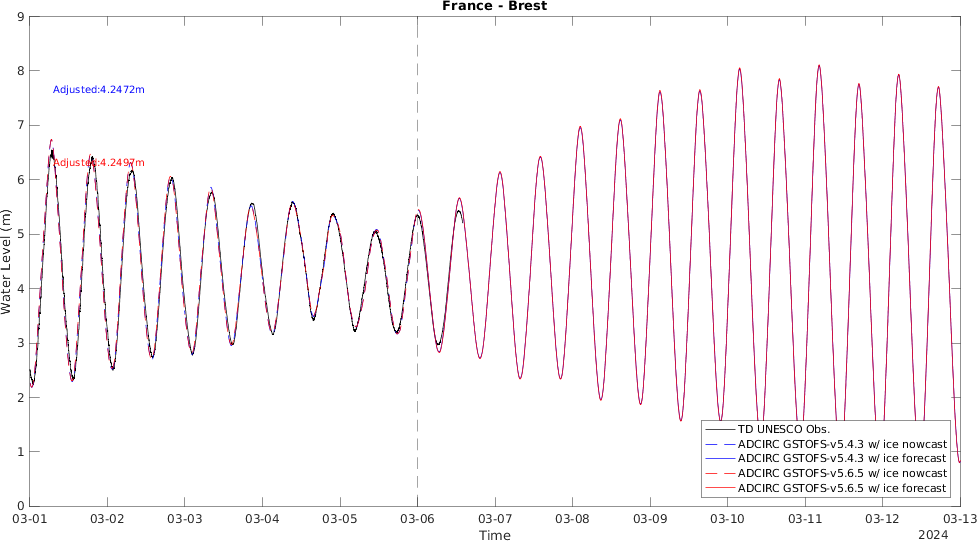 France - Brest
9
8
7
6
5
4
3
2
1
0
Water Level (m)
Adjusted:4.2472m
Adjusted:4.2497m
TD UNESCO Obs.
ADCIRC GSTOFS-v5.4.3 w/ ice nowcast
ADCIRC GSTOFS-v5.4.3 w/ ice forecast
ADCIRC GSTOFS-v5.6.5 w/ ice nowcast
ADCIRC GSTOFS-v5.6.5 w/ ice forecast
03-01 03-02 03-03 03-04 03-05 03-06 03-07 03-08 03-09 03-10 03-11 03-12 03-13
Time
2024